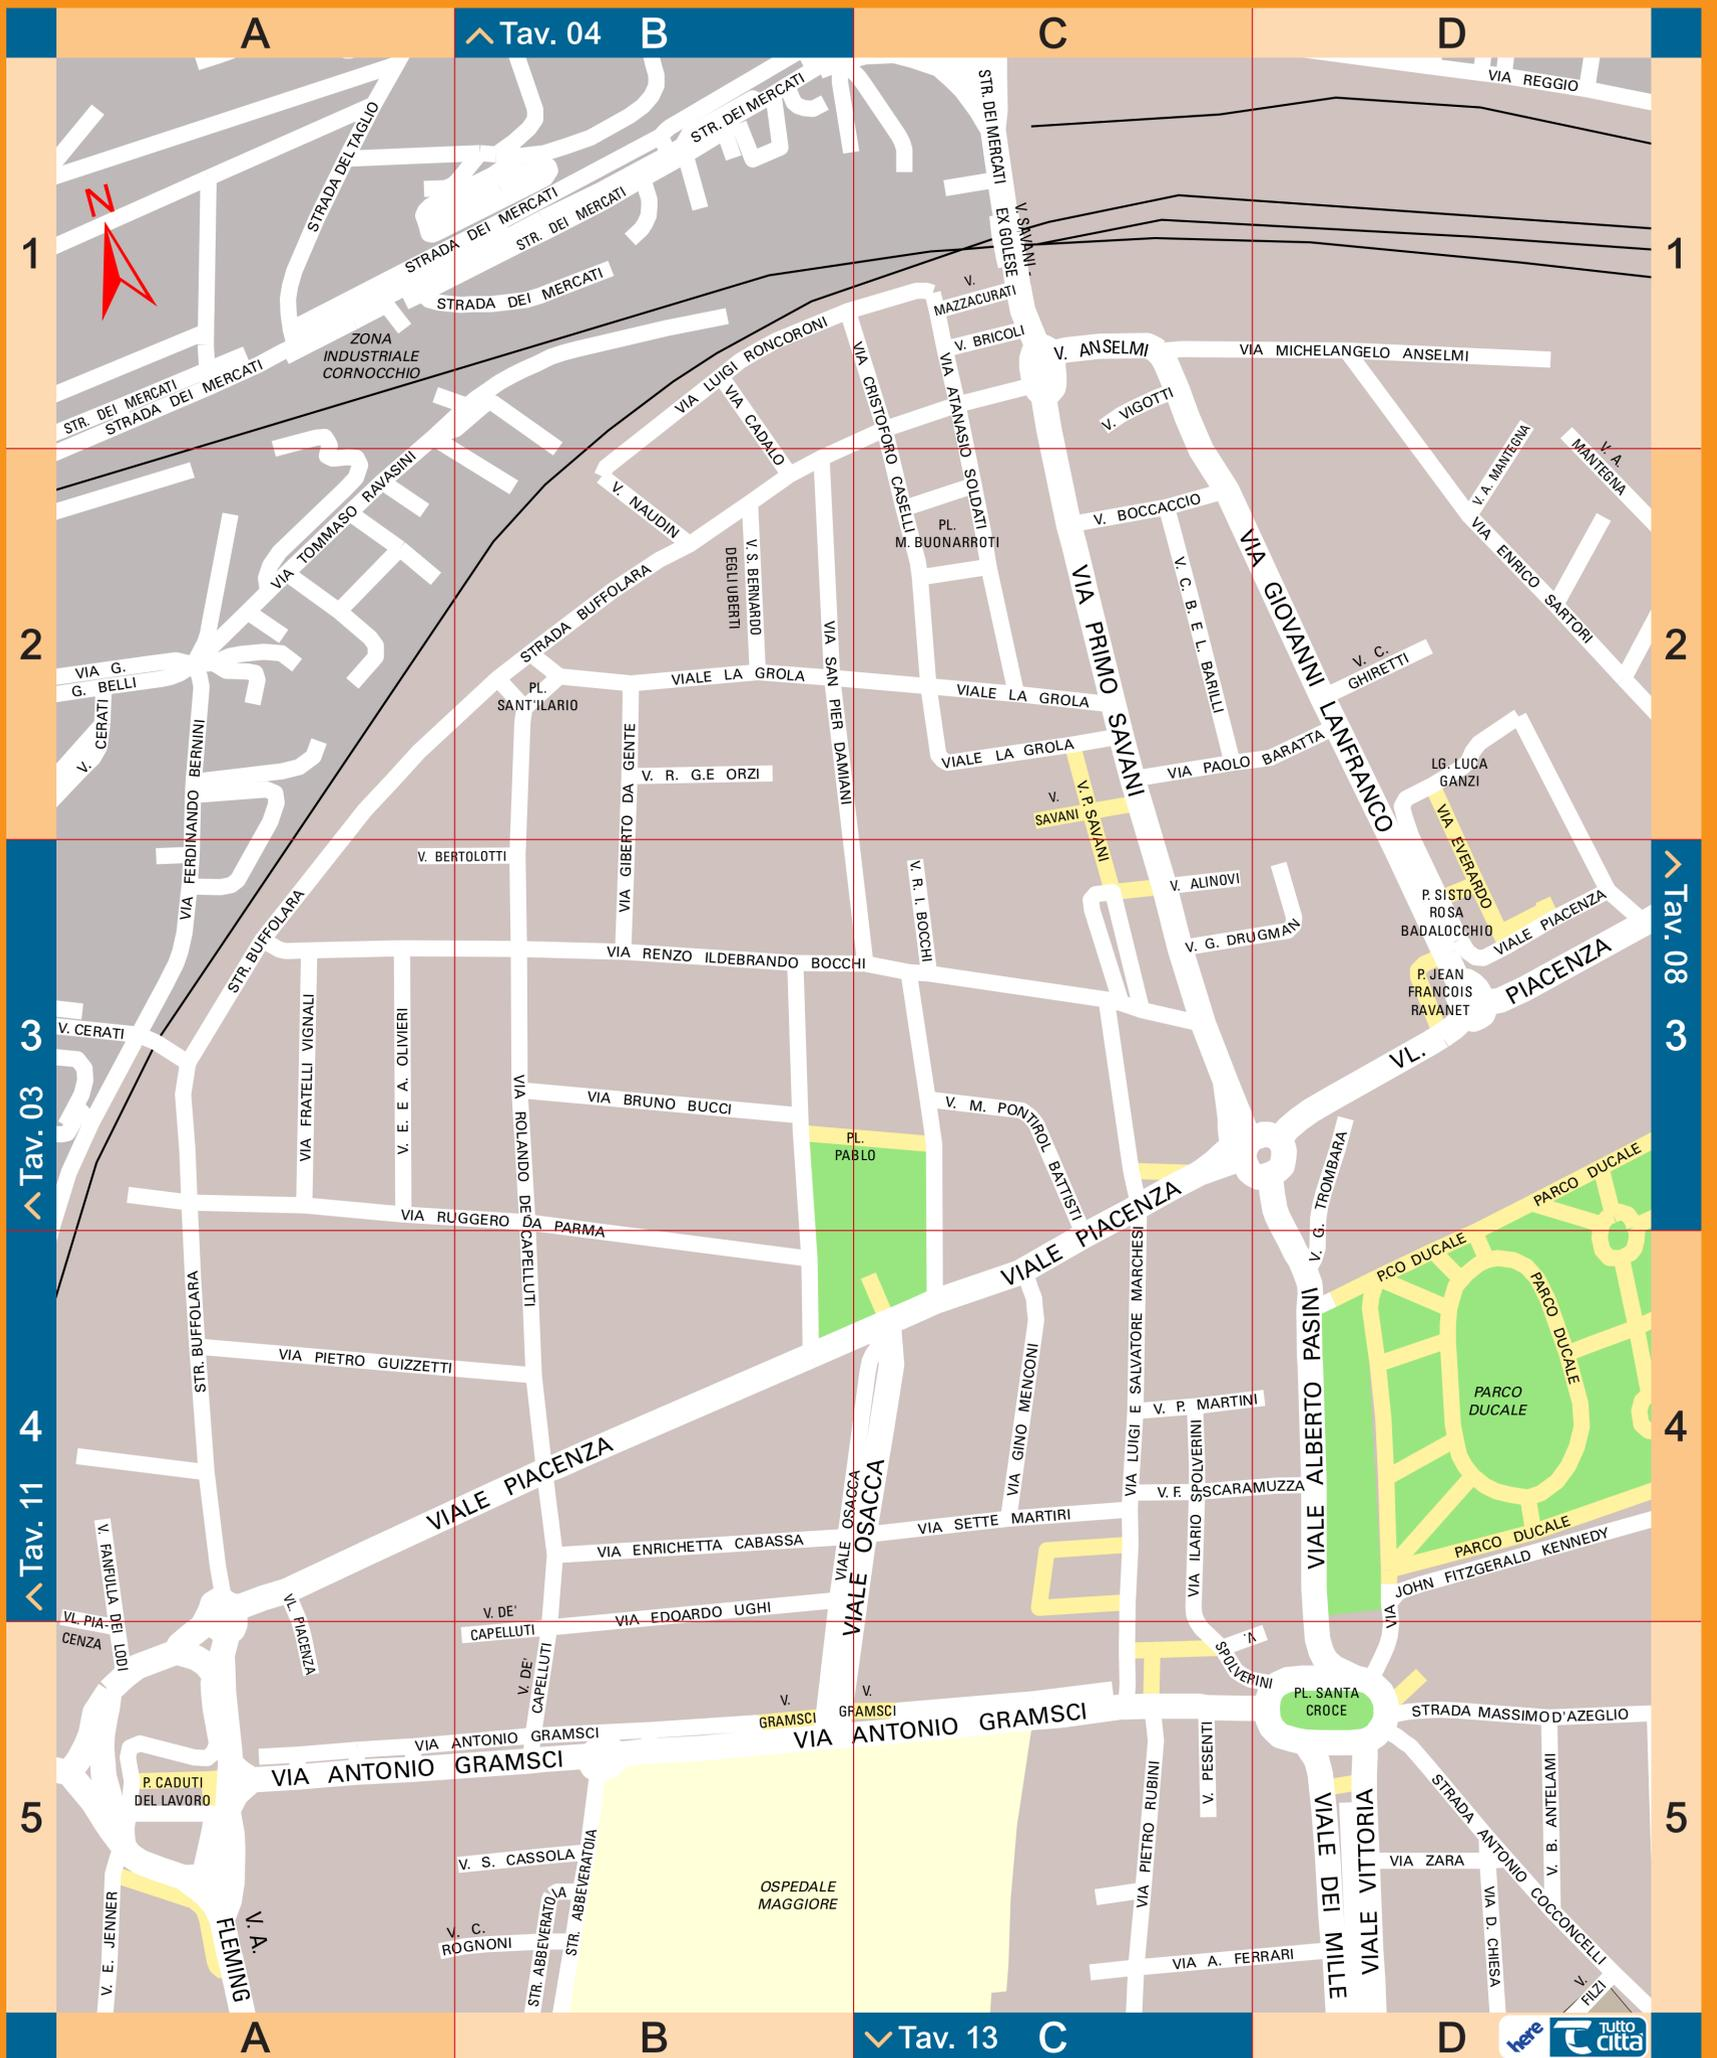 A
Tav. 04 B
C
D
1
1
2
2
3
3
4
4
5
5
Tav. 03
Tav. 11
Tav. 08
N
VIA REGGIO
STRADA DEL TAGLIO
STR. DEI MERCATI
STR. DEI MERCATI
STRADA DEI MERCATI
STR. DEI MERCATI
STRADA DEI MERCATI
V. SAVANI -
EX GOLESE
ZONA
INDUSTRIALE
CORNOCCHIO
STR. DEI MERCATI
STRADA DEI MERCATI
V.
MAZZACURATI
V. BRICOLI
VIA LUIGI RONCORONI
VIA CADALO
VIA CRISTOFORO CASELLI
VIA ATANASIO SOLDATI
V. ANSELMI
VIA MICHELANGELO ANSELMI
V. VIGOTTI
V. A. MANTEGNA
V. A.
MANTEGNA
VIA TOMMASO RAVASINI
V. NAUDIN
V. S. BERNARDO
DEGLI UBERTI
PL.
M. BUONARROTI
V. BOCCACCIO
V. C. B. E L. BARILLI
VIA GIOVANNI LANFRANCO
VIA ENRICO SARTORI
STRADA BUFFOLARA
VIA PRIMO SAVANI
VIA SAN PIER DAMIANI
VIA G.
G. BELLI
V. CERATI
VIA FERDINANDO BERNINI
PL.
SANT'ILARIO
VIALE LA GROLA
VIALE LA GROLA
VIALE LA GROLA
V. C.
GHIRETTI
VIA PAOLO BARATTA
V. R. G.E ORZI
VIA GIBERTO DA GENTE
V.
SAVANI
V. P. SAVANI
LG. LUCA
GANZI
VIA EVERARDO
V. BERTOLOTTI
V. R. I. BOCCHI
V. ALINOVI
V. G. DRUGMAN
P. SISTO
ROSA
BADALOCCHIO
VIALE PIACENZA
STR. BUFFOLARA
VIA RENZO ILDEBRANDO BOCCHI
P. JEAN
FRANCOIS
RAVANET
VL. PIACENZA
V. CERATI
VIA FRATELLI VIGNALI
V. E. E A. OLIVIERI
VIA ROLANDO DE' CAPELLUTI
VIA BRUNO BUCCI
PL.
PABLO
V. M. PONTIROL BATTISTI
V. G. TROMBARA
PARCO DUCALE
VIA RUGGERO DA PARMA
VIALE PIACENZA
P.CO DUCALE
PARCO DUCALE
STR. BUFFOLARA
VIA PIETRO GUIZZETTI
VIA GINO MENCONI
VIA LUIGI E SALVATORE MARCHESI
V. P. MARTINI
VIALE ALBERTO PASINI
PARCO
DUCALE
VIALE PIACENZA
VIALE OSACCA
VIALE OSACCA
VIA SETTE MARTIRI
V. F. SCARAMUZZA
VIA ILARIO SPOLVERINI
PARCO DUCALE
VIA JOHN FITZGERALD KENNEDY
VIA ENRICHETTA CABASSA
V. FANFULLA DEI LODI
VL. PIA-
CENZA
VL. PIACENZA
V. DE'
CAPELLUTI
VIA EDOARDO UGHI
V. DE'
CAPELLUTI
V.
SPOLVERINI
V.
GRAMSCI
V.
GRAMSCI
PL. SANTA
CROCE
STRADA MASSIMO D'AZEGLIO
VIA ANTONIO GRAMSCI
VIA ANTONIO GRAMSCI
VIA ANTONIO GRAMSCI
P. CADUTI
DEL LAVORO
VIA PIETRO RUBINI
V. PESENTI
VIALE DEI MILLE
VIALE VITTORIA
STRADA ANTONIO COCCONCELLI
V. B. ANTELAMI
VIA ZARA
VIA D. CHIESA
V. S. CASSOLA
STR. ABBEVERATOIA
STR. ABBEVERATOIA
OSPEDALE
MAGGIORE
V. C.
ROGNONI
VIA A. FERRARI
V. E. JENNER
V. A.
FLEMING
V.
FILZI
A
B
Tav. 13 C
D
here
TUTTO
Città